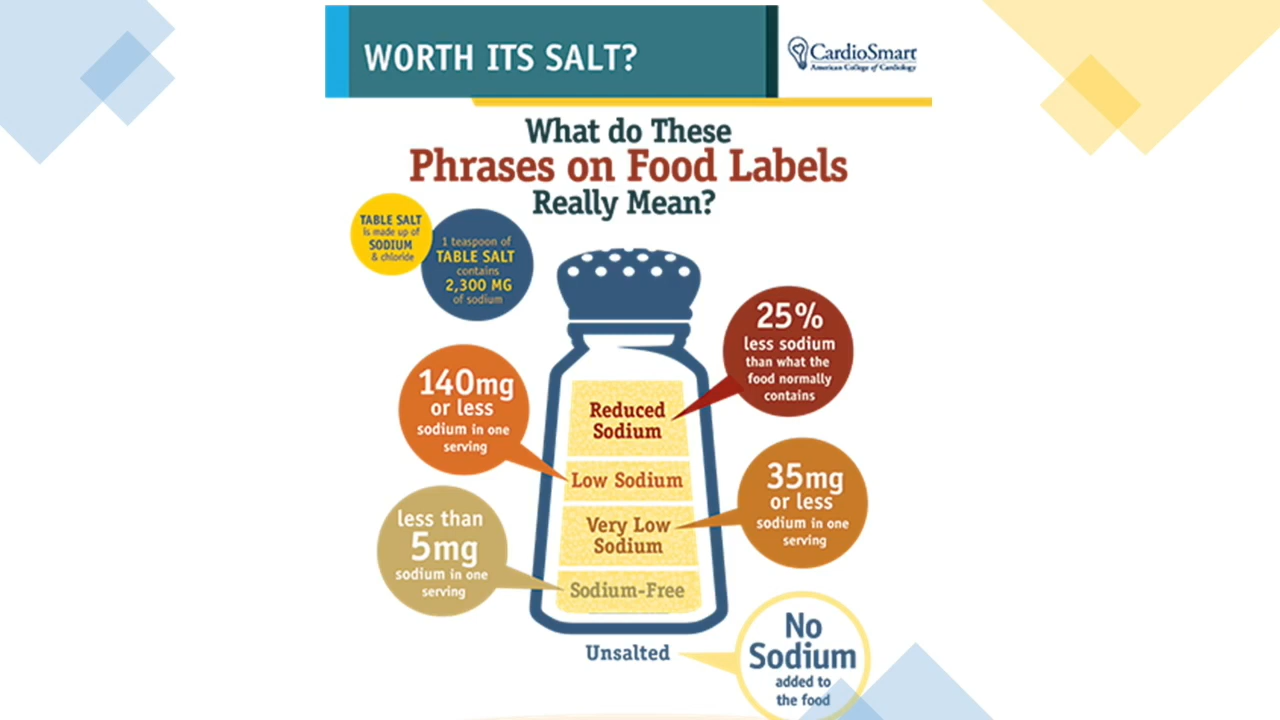 WORTH ITS SALT?
CardioSmart
American College of Cardiology
What do These
Phrases on Food Labels
Really Mean?
TABLE SALT
is made up of
SODIUM
& chloride
1 teaspoon of
TABLE SALT
contains
2,300 MG
of sodium
25%
less sodium
than what the
food normally
contains
140mg
or less
sodium in one
serving
Reduced
Sodium
Low Sodium
35mg
or less
sodium in one
serving
less than
5mg
sodium in one
serving
Very Low
Sodium
Sodium-Free
Unsalted
No
Sodium
added to
the food